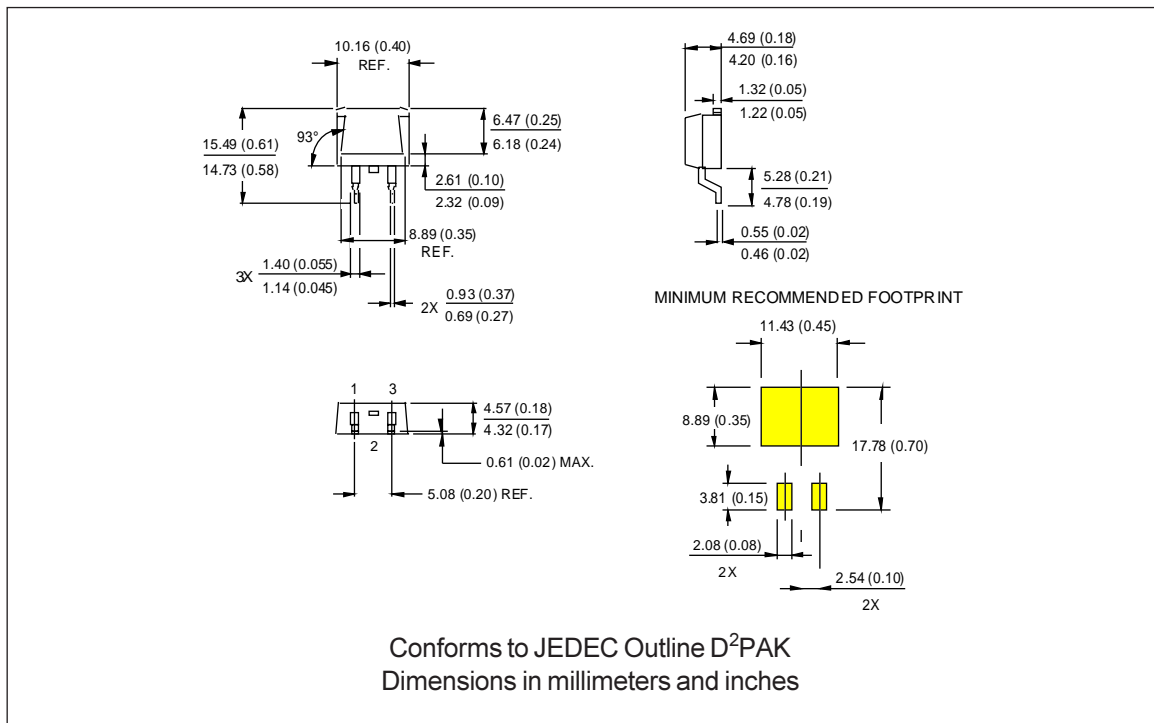 10.16 (0.40)
REF.
4.69 (0.18)
4.20 (0.16)
1.32 (0.05)
1.22 (0.05)
6.47 (0.25)
6.18 (0.24)
93°
15.49 (0.61)
14.73 (0.58)
2.61 (0.10)
2.32 (0.09)
5.28 (0.21)
4.78 (0.19)
8.89 (0.35)
REF.
0.55 (0.02)
0.46 (0.02)
3X
1.40 (0.055)
1.14 (0.045)
2X
0.93 (0.37)
0.69 (0.27)
MINIMUM RECOMMENDED FOOTPRINT
11.43 (0.45)
8.89 (0.35)
17.78 (0.70)
3.81 (0.15)
2.08 (0.08)
2X
2.54 (0.10)
2X
1 3
2
4.57 (0.18)
4.32 (0.17)
0.61 (0.02) MAX.
5.08 (0.20) REF.
Conforms to JEDEC Outline D²PAK
Dimensions in millimeters and inches